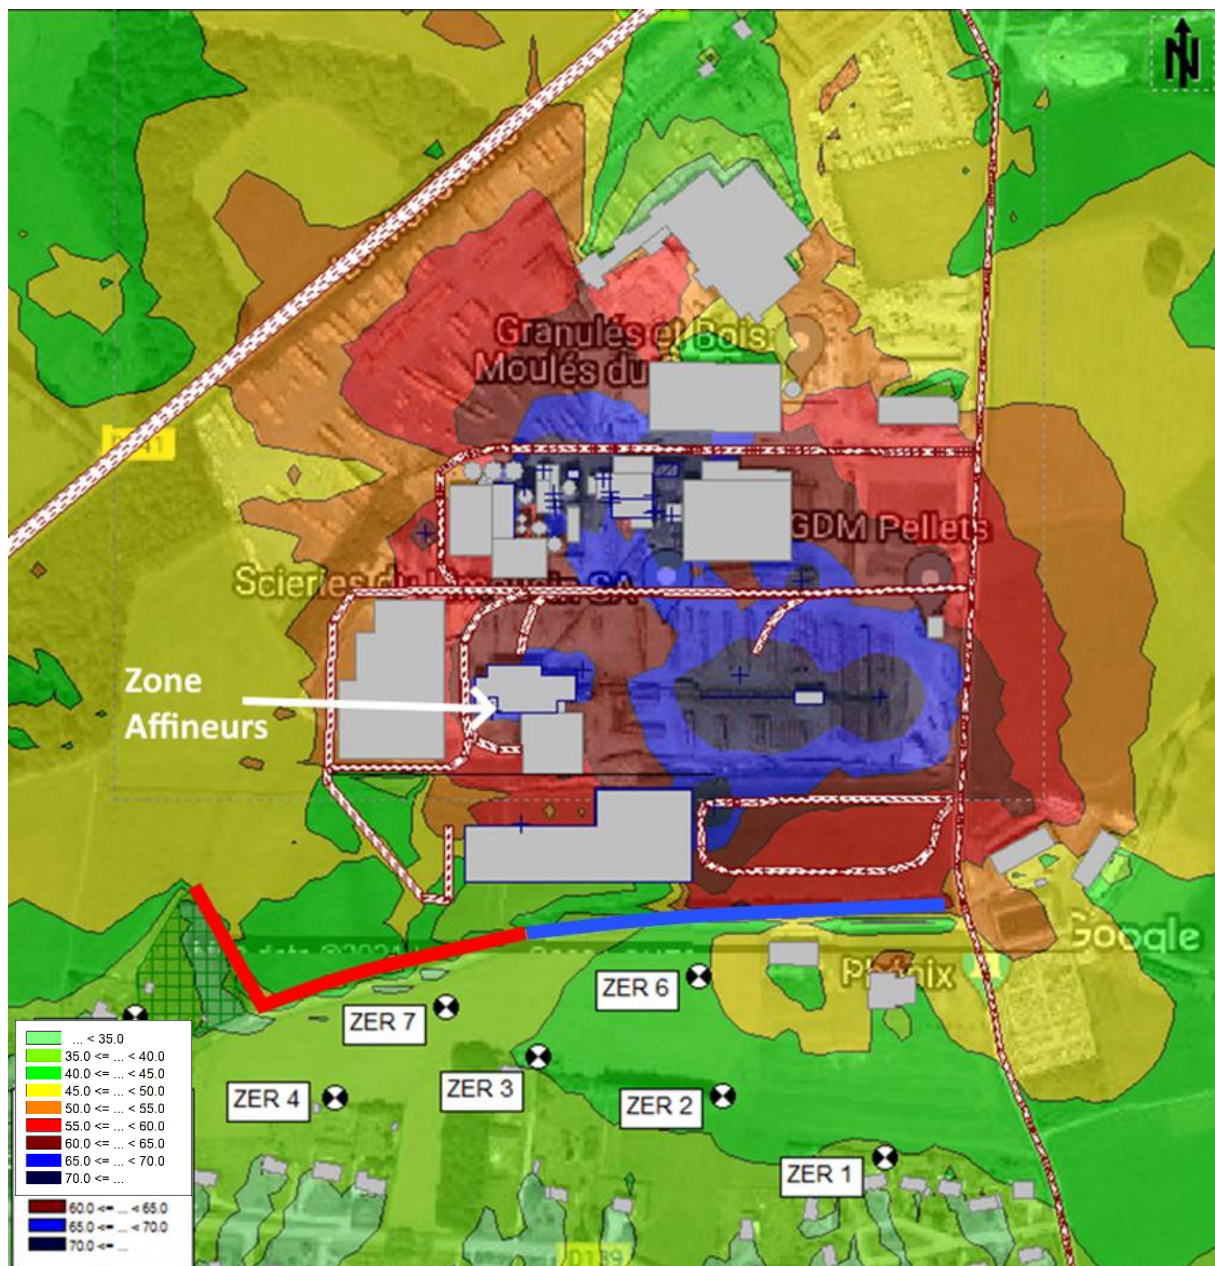 N
Granulés et Bois
Moulés du
GDM Pellets
Scieries du Limousin SA
Zone
Affineurs
Google
Phénix
ZER 6
ZER 7
ZER 3
ZER 4
ZER 2
ZER 1
D139
... < 35.0
35.0 <= ... < 40.0
40.0 <= ... < 45.0
45.0 <= ... < 50.0
50.0 <= ... < 55.0
55.0 <= ... < 60.0
60.0 <= ... < 65.0
65.0 <= ... < 70.0
70.0 <= ...
60.0 <= ... < 65.0
65.0 <= ... < 70.0
70.0 <= ...